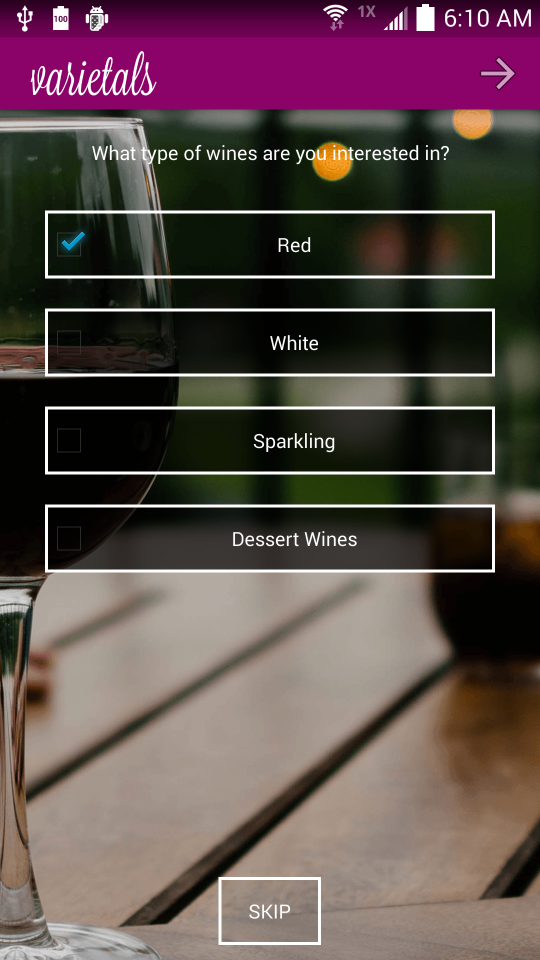 100
1X
6:10 AM
varietals
What type of wines are you interested in?
Red
White
Sparkling
Dessert Wines
SKIP